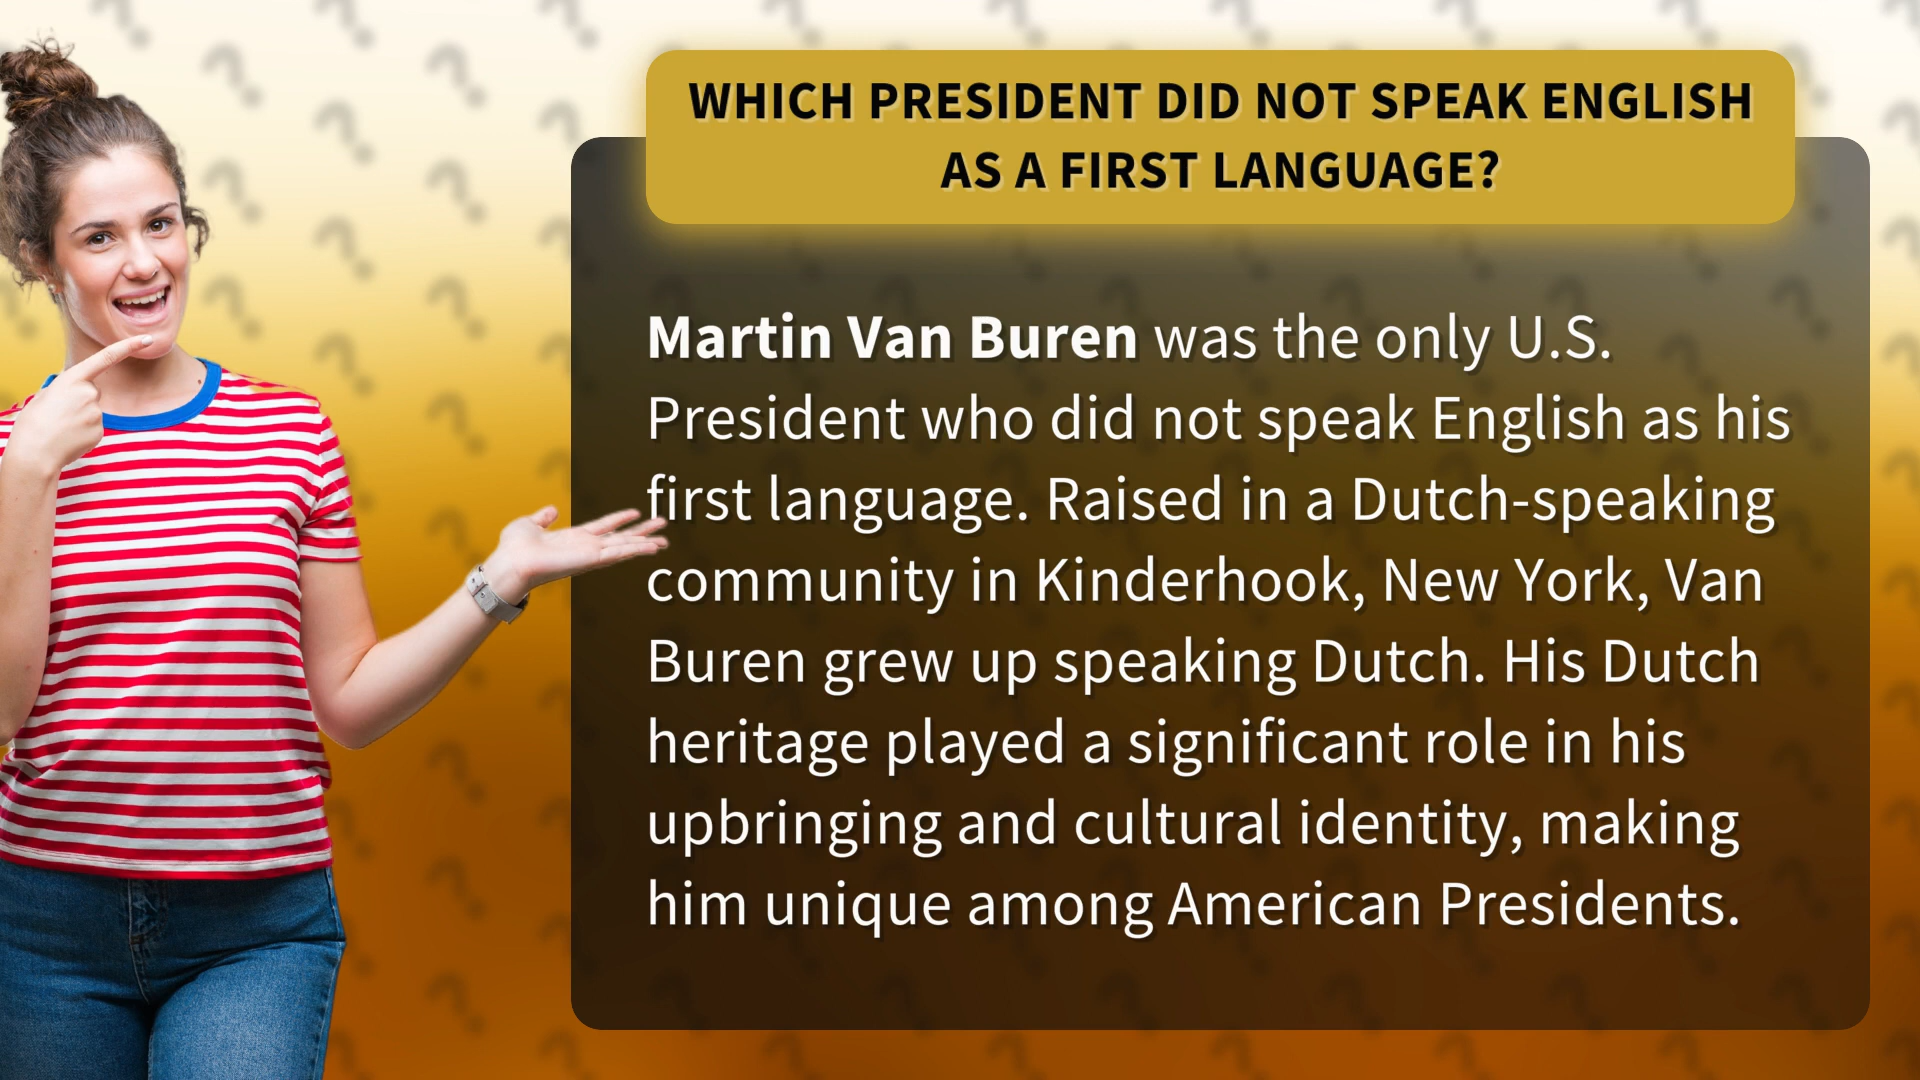 WHICH PRESIDENT DID NOT SPEAK ENGLISH
AS A FIRST LANGUAGE?
Martin Van Buren was the only U.S.
President who did not speak English as his
first language. Raised in a Dutch-speaking
community in Kinderhook, New York, Van
Buren grew up speaking Dutch. His Dutch
heritage played a significant role in his
upbringing and cultural identity, making
him unique among American Presidents.